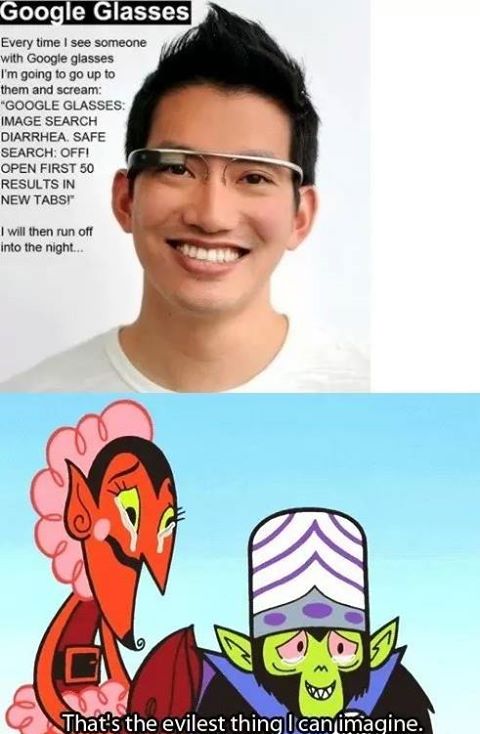 Google Glasses
Every time I see someone
with Google glasses
I'm going to go up to
them and scream:
"GOOGLE GLASSES:
IMAGE SEARCH
DIARRHEA. SAFE
SEARCH: OFF!
OPEN FIRST 50
RESULTS IN
NEW TABS!"
I will then run off
into the night...
That's the evilest thing I can imagine.